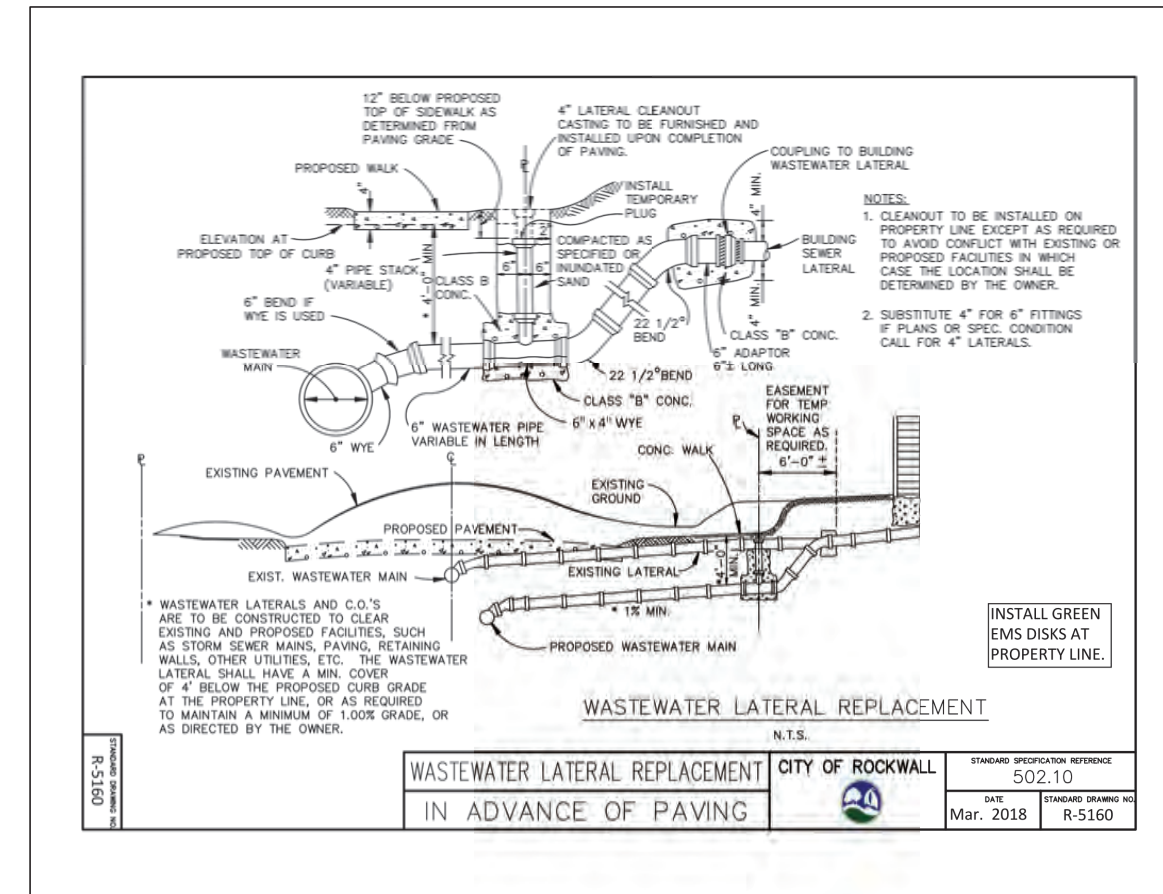 12" BELOW PROPOSED
TOP OF SIDEWALK AS
DETERMINED FROM
PAVING GRADE
4" LATERAL CLEANOUT
CASTING TO BE FURNISHED AND
INSTALLED UPON COMPLETION
OF PAVING.
COUPLING TO BUILDING
WASTEWATER LATERAL
PROPOSED WALK
4"
INSTALL
TEMPORARY
PLUG
2'
4" MIN.
ELEVATION AT
PROPOSED TOP OF CURB
COMPACTED AS
SPECIFIED OR
INUNDATED
SAND
BUILDING
SEWER
LATERAL
4" PIPE STACK
(VARIABLE)
* 4'-0" MIN
CLASS B
CONC.
6" 6"
6" BEND IF
WYE IS USED
22 1/2°
BEND
4" MIN.
CLASS "B" CONC.
6" ADAPTOR
6"± LONG
WASTEWATER
MAIN
22 1/2°BEND
CLASS "B" CONC.
6" x 4" WYE
6" WASTEWATER PIPE
VARIABLE IN LENGTH
6" WYE
NOTES:
1. CLEANOUT TO BE INSTALLED ON
PROPERTY LINE EXCEPT AS REQUIRED
TO AVOID CONFLICT WITH EXISTING OR
PROPOSED FACILITIES IN WHICH
CASE THE LOCATION SHALL BE
DETERMINED BY THE OWNER.
2. SUBSTITUTE 4" FOR 6" FITTINGS
IF PLANS OR SPEC. CONDITION
CALL FOR 4" LATERALS.
EASEMENT
FOR TEMP.
WORKING
SPACE AS
REQUIRED.
6'-0" ±
CONC. WALK
EXISTING PAVEMENT
EXISTING
GROUND
PROPOSED PAVEMENT
EXIST. WASTEWATER MAIN
EXISTING LATERAL
*4'-0"
MIN.
* 1% MIN.
PROPOSED WASTEWATER MAIN
* WASTEWATER LATERALS AND C.O.'S
ARE TO BE CONSTRUCTED TO CLEAR
EXISTING AND PROPOSED FACILITIES, SUCH
AS STORM SEWER MAINS, PAVING, RETAINING
WALLS, OTHER UTILITIES, ETC. THE WASTEWATER
LATERAL SHALL HAVE A MIN. COVER
OF 4' BELOW THE PROPOSED CURB GRADE
AT THE PROPERTY LINE, OR AS REQUIRED
TO MAINTAIN A MINIMUM OF 1.00% GRADE, OR
AS DIRECTED BY THE OWNER.
INSTALL GREEN
EMS DISKS AT
PROPERTY LINE.
WASTEWATER LATERAL REPLACEMENT
N.T.S.
STANDARD DRAWING NO.
R-5160
WASTEWATER LATERAL REPLACEMENT
IN ADVANCE OF PAVING
CITY OF ROCKWALL
STANDARD SPECIFICATION REFERENCE
502.10
DATE
Mar. 2018
STANDARD DRAWING NO.
R-5160